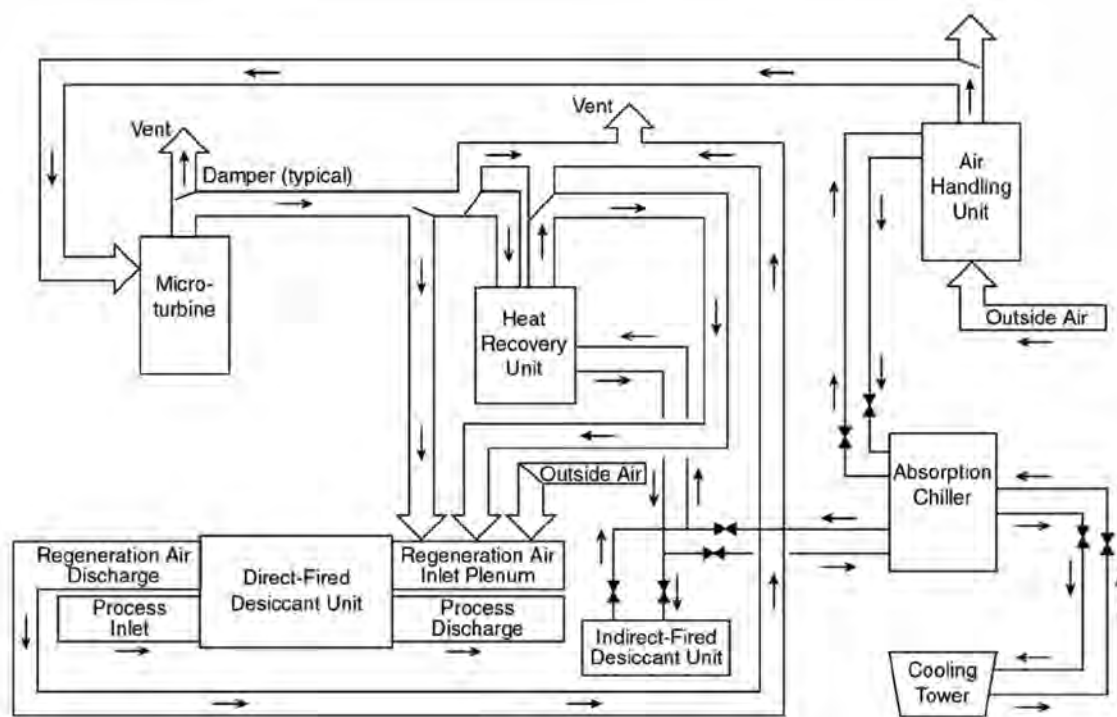 Vent
Vent
Damper (typical)
Air
Handling
Unit
Micro-
turbine
Heat
Recovery
Unit
Outside Air
Absorption
Chiller
Outside Air
Regeneration Air
Discharge
Direct-Fired
Desiccant Unit
Regeneration Air
Inlet Plenum
Process
Inlet
Process
Discharge
Indirect-Fired
Desiccant Unit
Cooling
Tower